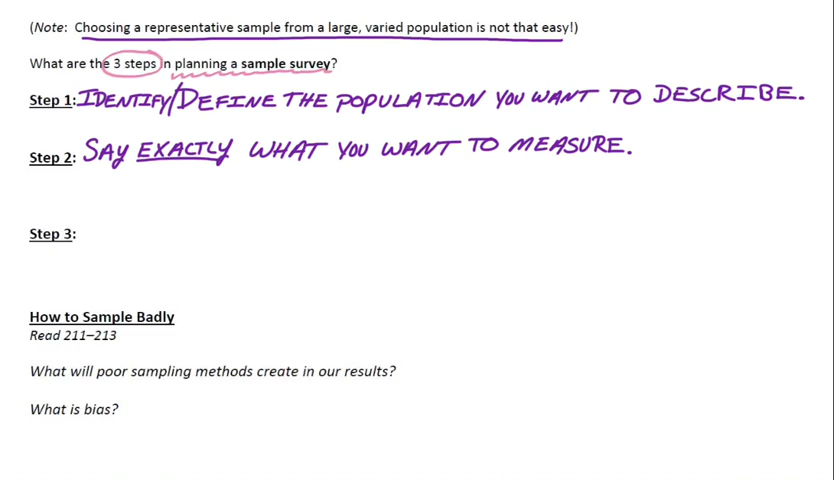 (Note: Choosing a representative sample from a large, varied population is not that easy!)
What are the 3 steps in planning a sample survey?
Step 1: IDENTIFY/DEFINE THE POPULATION YOU WANT TO DESCRIBE.
Step 2: SAY EXACTLY WHAT YOU WANT TO MEASURE.
Step 3:
How to Sample Badly
Read 211–213
What will poor sampling methods create in our results?
What is bias?